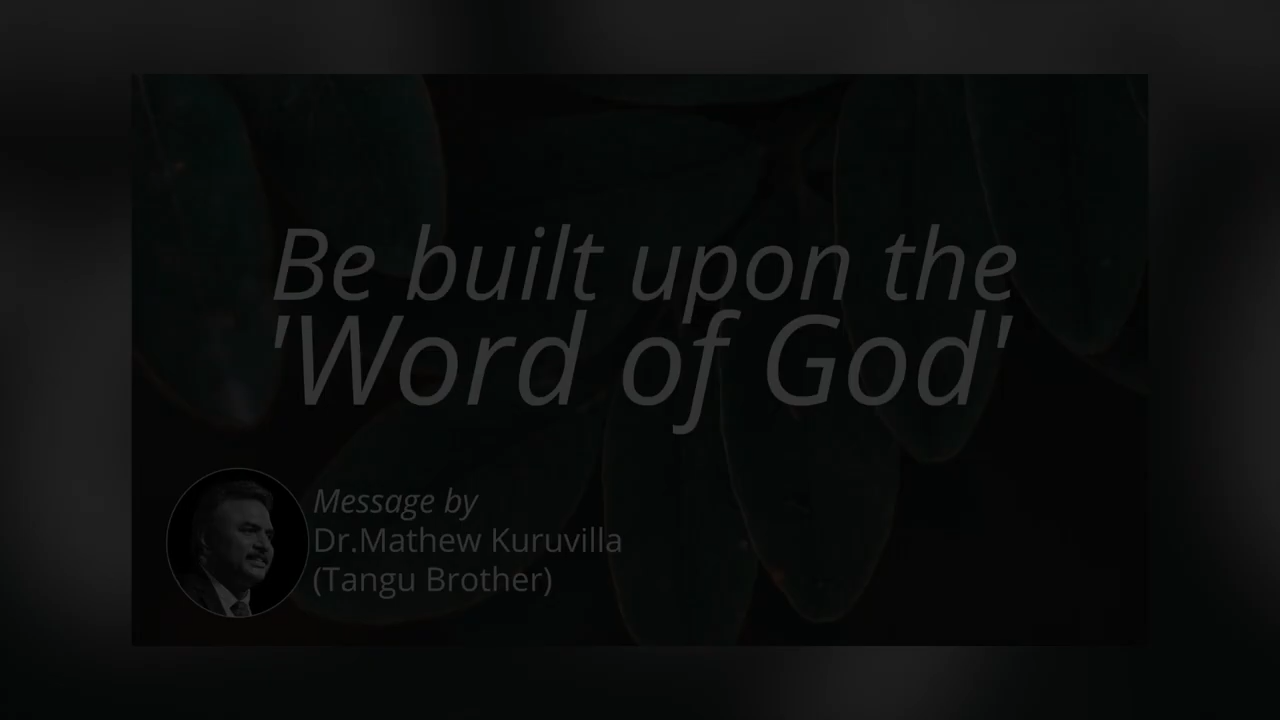 Be built upon the
'Word of God'
Message by
Dr.Mathew Kuruvilla
(Tangu Brother)